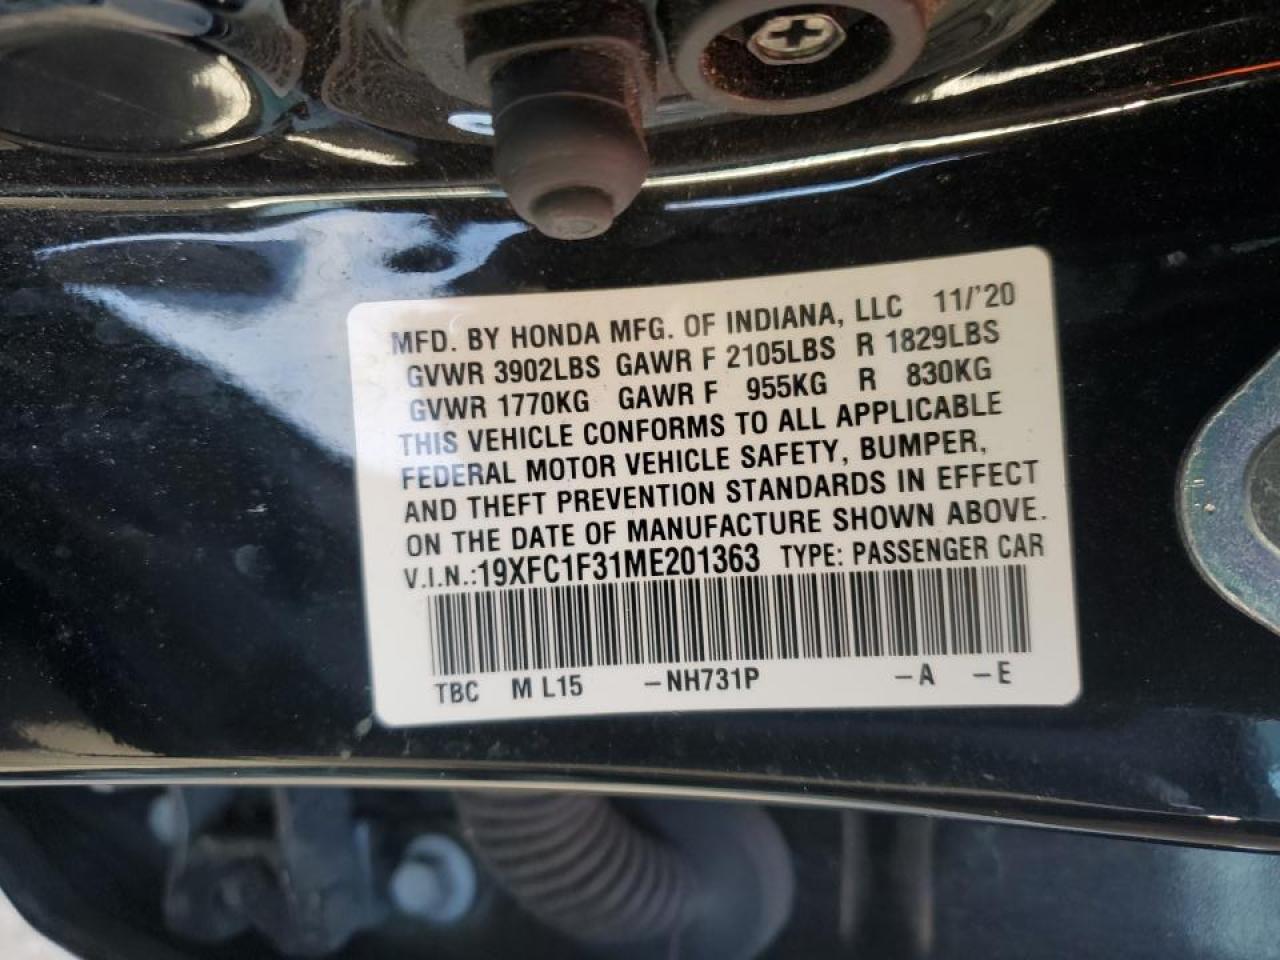 MFD. BY HONDA MFG. OF INDIANA, LLC 11/'20
GVWR 3902LBS GAWR F 2105LBS R 1829LBS
GVWR 1770KG GAWR F 955KG R 830KG
THIS VEHICLE CONFORMS TO ALL APPLICABLE
FEDERAL MOTOR VEHICLE SAFETY, BUMPER,
AND THEFT PREVENTION STANDARDS IN EFFECT
ON THE DATE OF MANUFACTURE SHOWN ABOVE.
V.I.N.:19XFC1F31ME201363 TYPE: PASSENGER CAR
TBC M L15 –NH731P –A –E